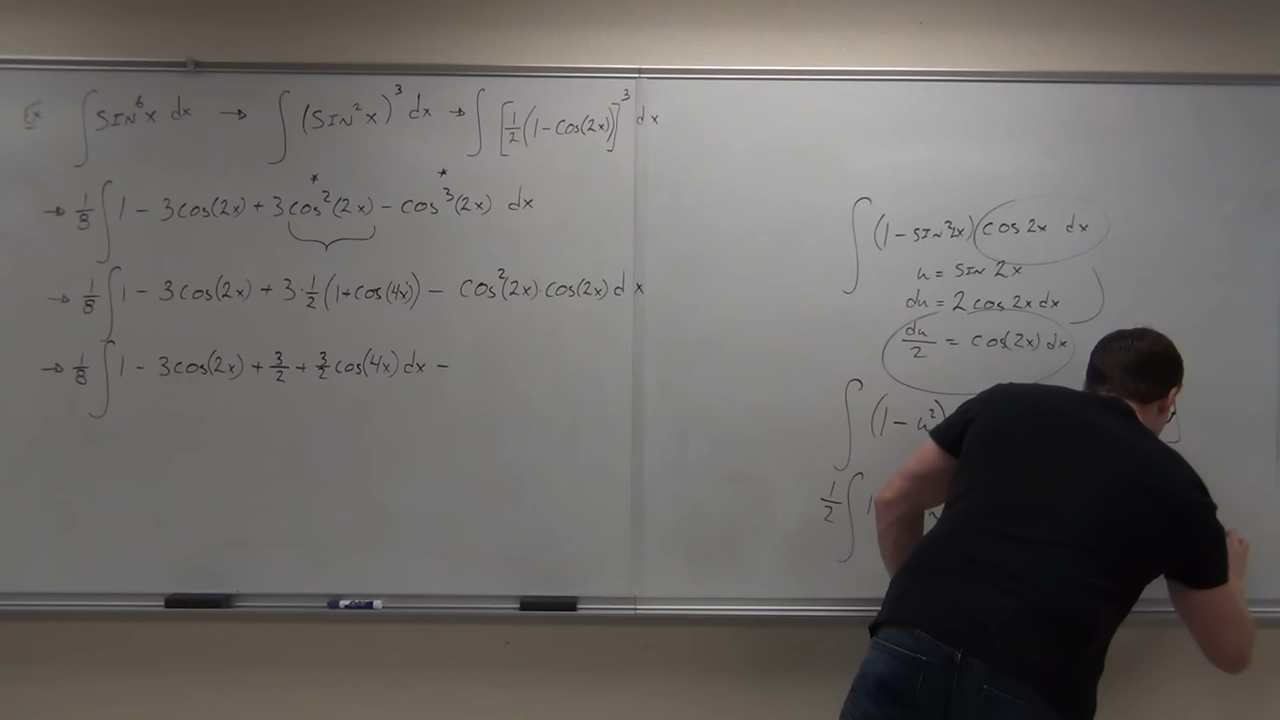 Ex ∫ SIN⁶x dx → ∫ (SIN²x)³ dx → ∫ [1/2 (1 - Cos(2x))]³ dx
→ 1/8 ∫ 1 - 3cos(2x) + 3cos²(2x) - cos³(2x) dx
* *
→ 1/8 ∫ 1 - 3cos(2x) + 3·1/2(1+cos(4x)) - cos²(2x)·cos(2x) dx
→ 1/8 ∫ 1 - 3cos(2x) + 3/2 + 3/2 cos(4x) dx -
∫ (1 - SIN²2x)(cos 2x dx
u = SIN 2x
du = 2 cos 2x dx
du/2 = cos(2x) dx
∫ (1 - u²)
1/2 ∫ 1